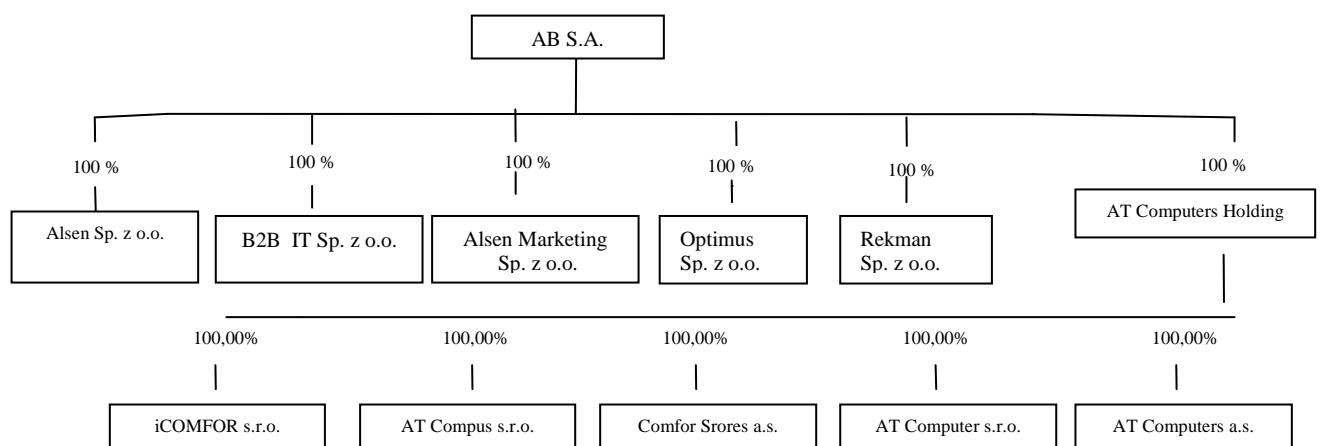 AB S.A.
100 % 100 % 100 % 100 % 100 % 100 %
Alsen Sp. z o.o.
B2B IT Sp. z o.o.
Alsen Marketing
Sp. z o.o.
Optimus
Sp. z o.o.
Rekman
Sp. z o.o.
AT Computers Holding
100,00% 100,00% 100,00% 100,00% 100,00%
iCOMFOR s.r.o.
AT Compus s.r.o.
Comfor Srores a.s.
AT Computer s.r.o.
AT Computers a.s.